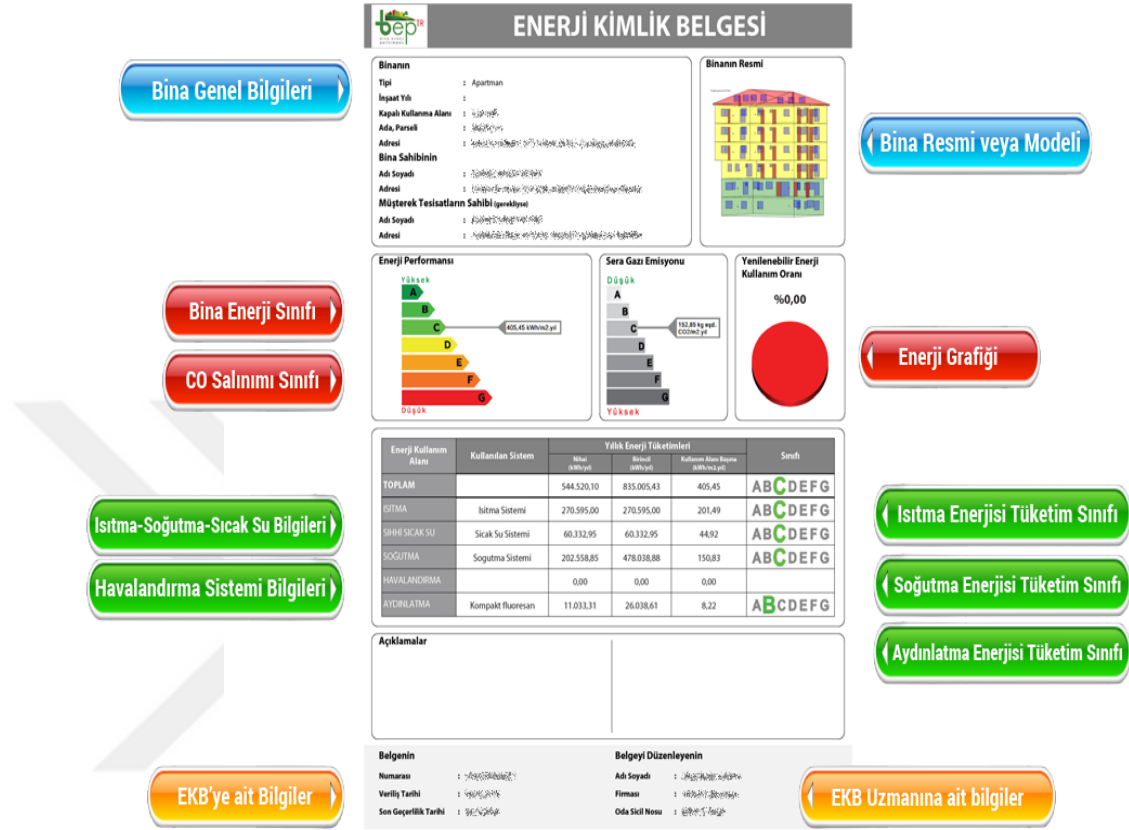 bep TR
ENERJİ KİMLİK BELGESİ
Bina Genel Bilgileri
Binanın
Tipi : Apartman
İnşaat Yılı :
Kapalı Kullanma Alanı :
Ada, Parseli :
Adresi :
Bina Sahibinin
Adı Soyadı :
Adresi :
Müşterek Tesisatların Sahibi (gerekliyse)
Adı Soyadı :
Adresi :
Binanın Resmi
Bina Resmi veya Modeli
Bina Enerji Sınıfı
CO Salınımı Sınıfı
Enerji Performansı
Yüksek
A
B
C 405,45 kWh/m2.yıl
D
E
F
G
Düşük
Sera Gazı Emisyonu
Düşük
A
B
C 152,85 kg eşd. CO2/m2 yıl
D
E
F
G
Yüksek
Yenilenebilir Enerji
Kullanım Oranı
%0,00
Enerji Grafiği
Isıtma-Soğutma-Sıcak Su Bilgileri
Havalandırma Sistemi Bilgileri
Enerji Kullanım Alanı Kullanılan Sistem Yıllık Enerji Tüketimleri Sınıfı
Nihai (kWh/yıl) Birincil (kWh/yıl) Kullanım Alanı Başına (kWh/m2.yıl)
TOPLAM 544.520,10 835.005,43 405,45 ABCDEFG
ISITMA Isıtma Sistemi 270.595,00 270.595,00 201,49 ABCDEFG
SIHHİ SICAK SU Sıcak Su Sistemi 60.332,95 60.332,95 44,92 ABCDEFG
SOĞUTMA Sogutma Sistemi 202.558,85 478.038,88 150,83 ABCDEFG
HAVALANDIRMA 0,00 0,00 0,00
AYDINLATMA Kompakt fluoresan 11.033,31 26.038,61 8,22 ABCDEFG
Isıtma Enerjisi Tüketim Sınıfı
Soğutma Enerjisi Tüketim Sınıfı
Aydınlatma Enerjisi Tüketim Sınıfı
Açıklamalar
EKB'ye ait Bilgiler
Belgenin
Numarası :
Veriliş Tarihi :
Son Geçerlilik Tarihi :
Belgeyi Düzenleyenin
Adı Soyadı :
Firması :
Oda Sicil Nosu :
EKB Uzmanına ait bilgiler